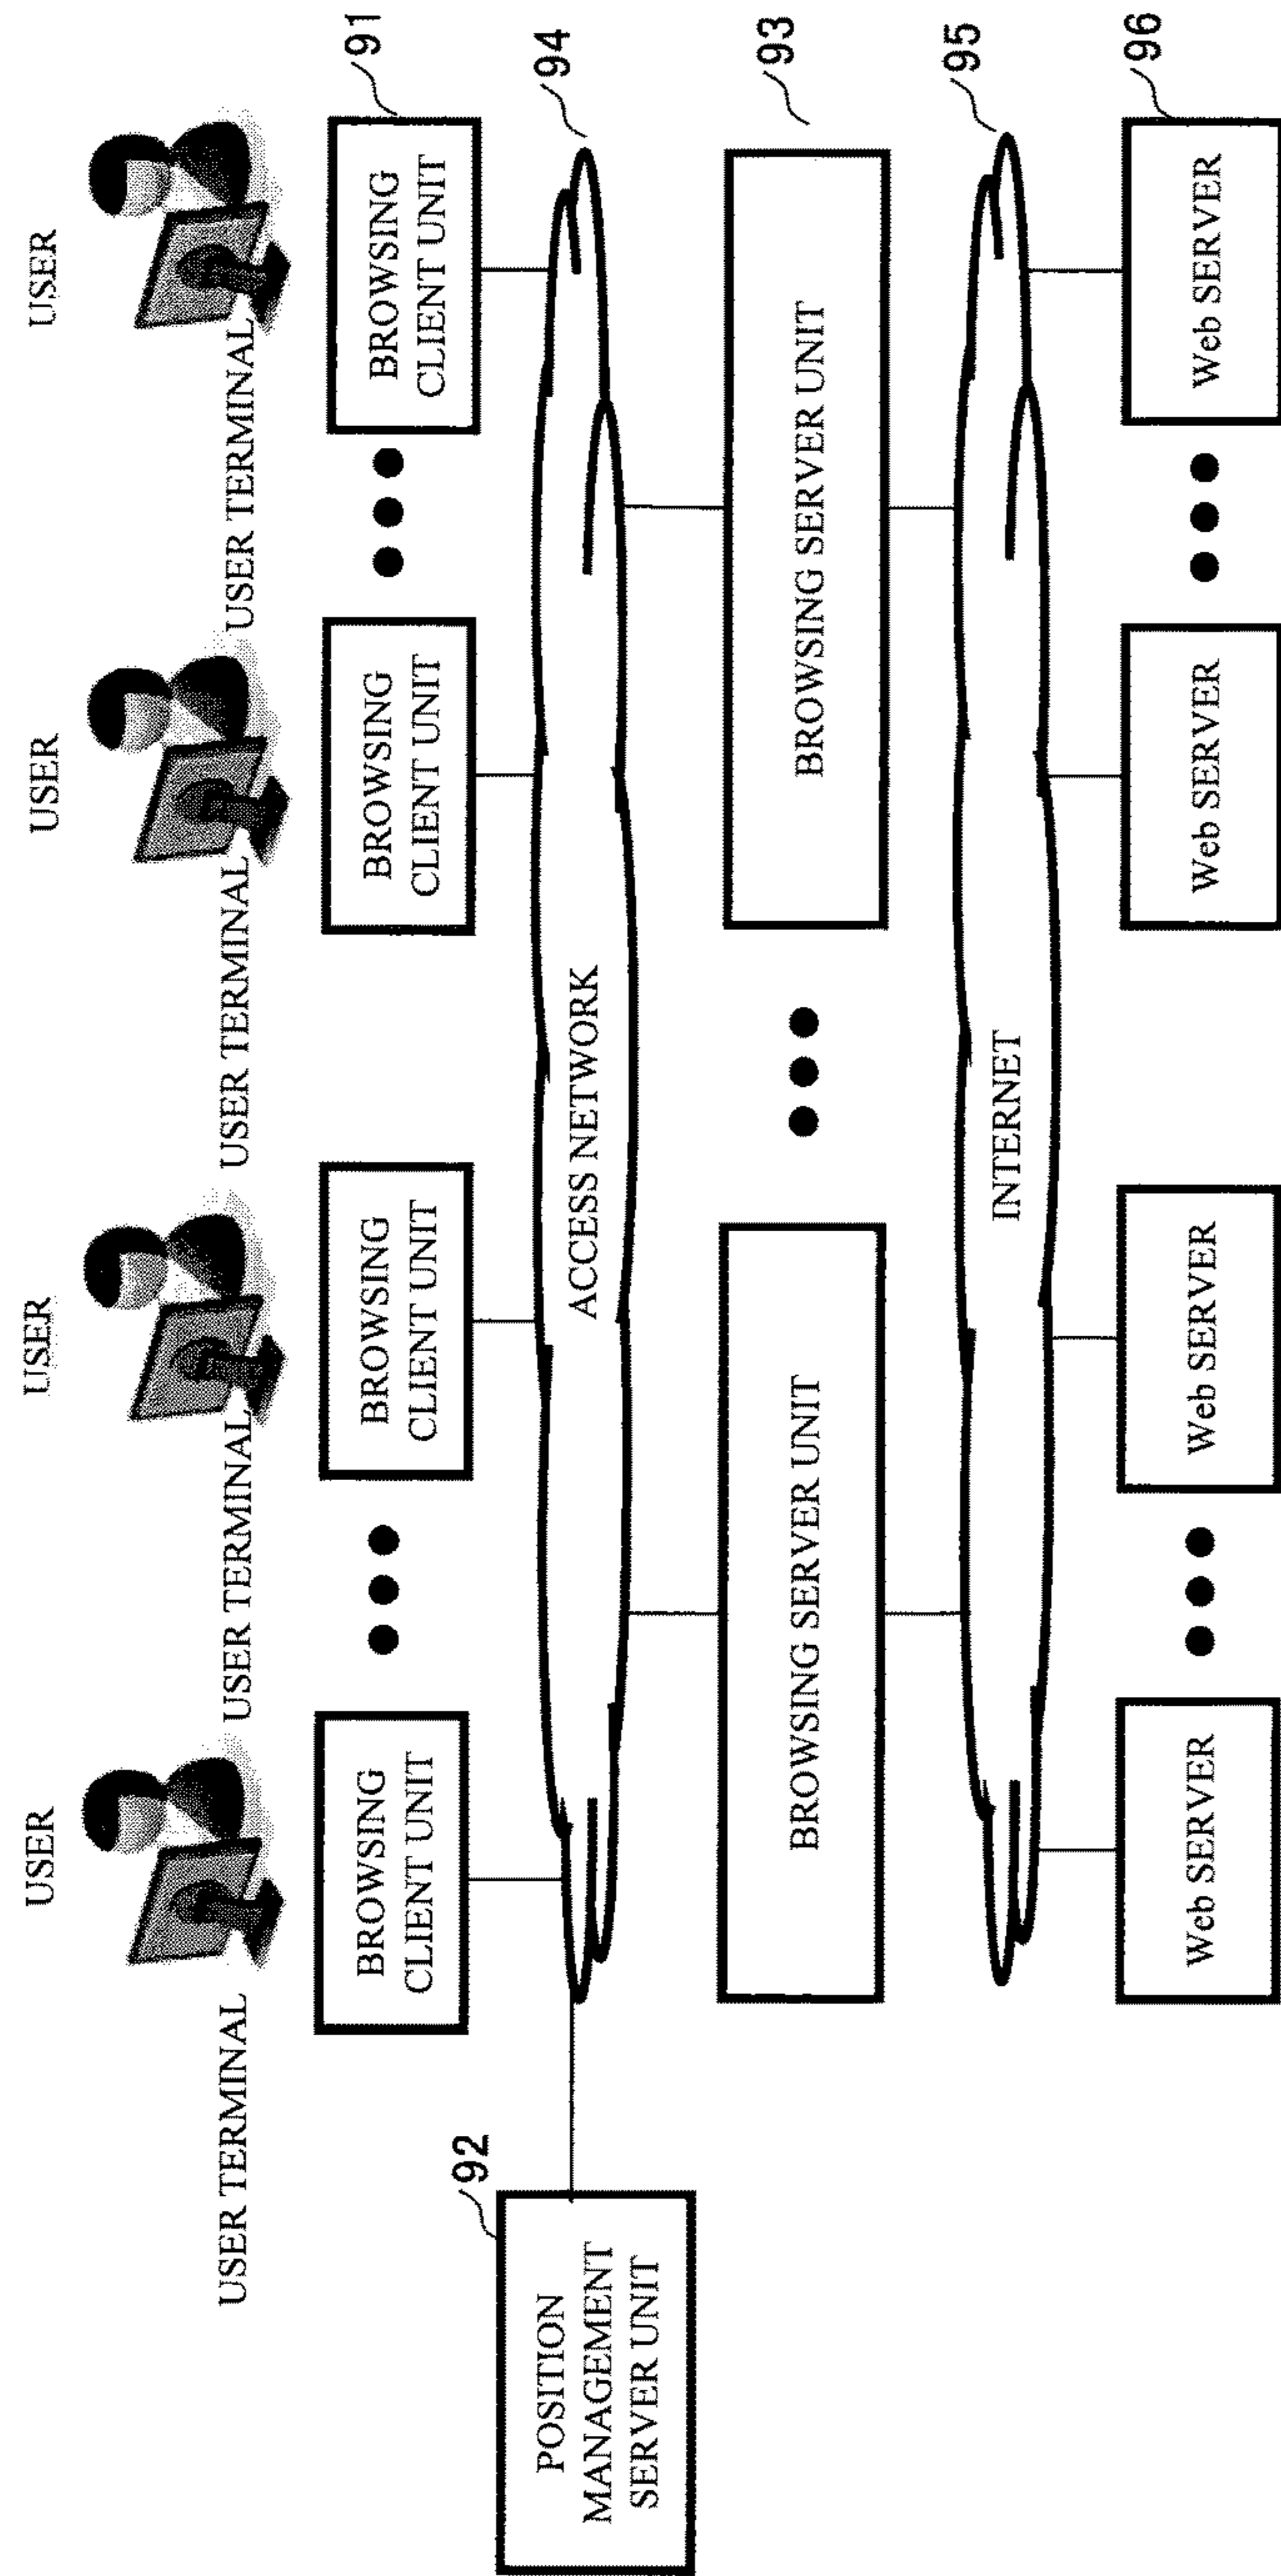 USER
USER
USER
USER
USER TERMINAL
USER TERMINAL
USER TERMINAL
USER TERMINAL
BROWSING
CLIENT UNIT
BROWSING
CLIENT UNIT
BROWSING
CLIENT UNIT
BROWSING
CLIENT UNIT
91
POSITION
MANAGEMENT
SERVER UNIT
92
ACCESS NETWORK
94
BROWSING SERVER UNIT
BROWSING SERVER UNIT
93
INTERNET
95
Web SERVER
Web SERVER
Web SERVER
Web SERVER
96